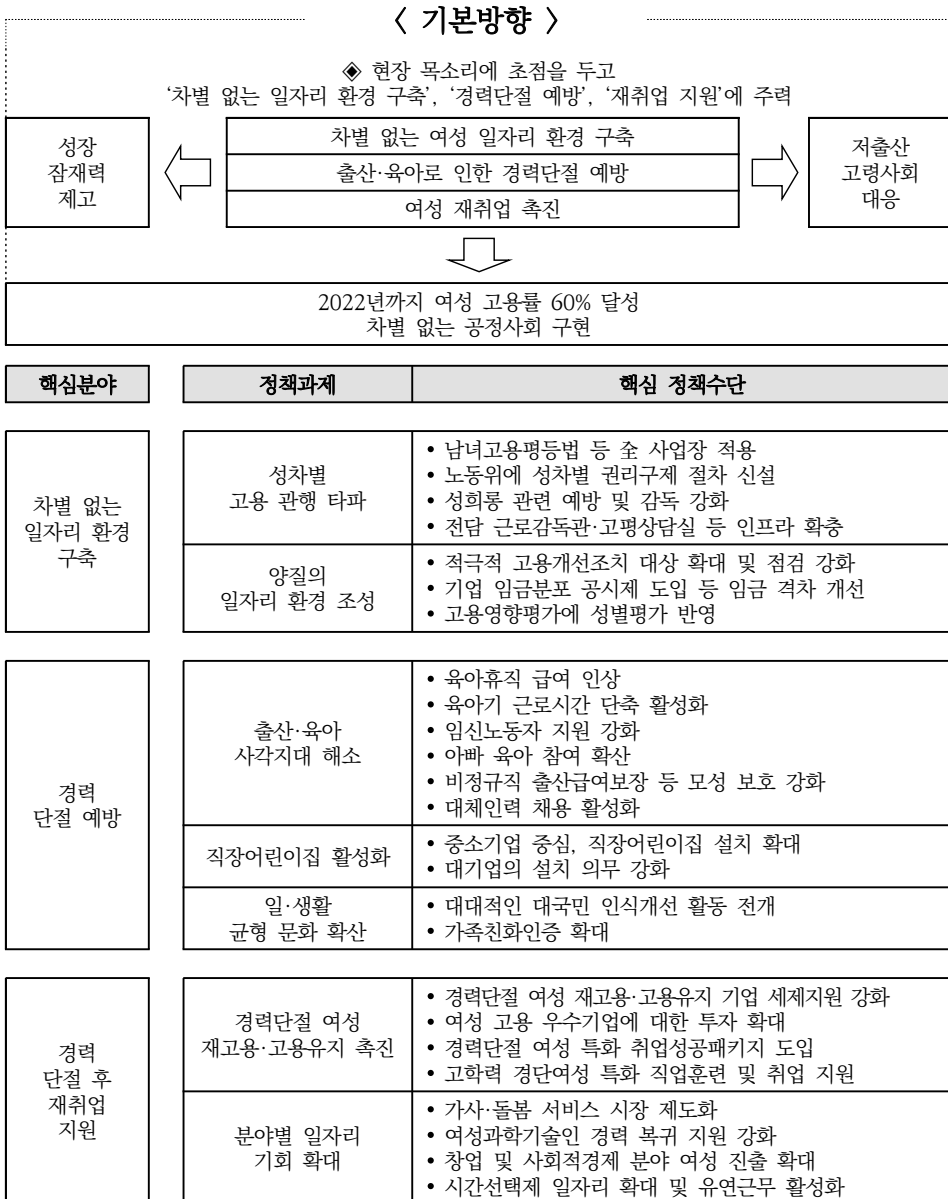 〈 기본방향 〉
◈ 현장 목소리에 초점을 두고
‘차별 없는 일자리 환경 구축’, ‘경력단절 예방’, ‘재취업 지원’에 주력
성장
잠재력
제고
차별 없는 여성 일자리 환경 구축
출산·육아로 인한 경력단절 예방
여성 재취업 촉진
저출산
고령사회
대응
2022년까지 여성 고용률 60% 달성
차별 없는 공정사회 구현
핵심분야
정책과제
핵심 정책수단
차별 없는
일자리 환경
구축
성차별
고용 관행 타파
• 남녀고용평등법 등 全 사업장 적용
• 노동위에 성차별 권리구제 절차 신설
• 성희롱 관련 예방 및 감독 강화
• 전담 근로감독관·고평상담실 등 인프라 확충
양질의
일자리 환경 조성
• 적극적 고용개선조치 대상 확대 및 점검 강화
• 기업 임금분포 공시제 도입 등 임금 격차 개선
• 고용영향평가에 성별평가 반영
경력
단절 예방
출산·육아
사각지대 해소
• 육아휴직 급여 인상
• 육아기 근로시간 단축 활성화
• 임신노동자 지원 강화
• 아빠 육아 참여 확산
• 비정규직 출산급여보장 등 모성 보호 강화
• 대체인력 채용 활성화
직장어린이집 활성화
• 중소기업 중심, 직장어린이집 설치 확대
• 대기업의 설치 의무 강화
일·생활
균형 문화 확산
• 대대적인 대국민 인식개선 활동 전개
• 가족친화인증 확대
경력
단절 후
재취업
지원
경력단절 여성
재고용·고용유지 촉진
• 경력단절 여성 재고용·고용유지 기업 세제지원 강화
• 여성 고용 우수기업에 대한 투자 확대
• 경력단절 여성 특화 취업성공패키지 도입
• 고학력 경단여성 특화 직업훈련 및 취업 지원
분야별 일자리
기회 확대
• 가사·돌봄 서비스 시장 제도화
• 여성과학기술인 경력 복귀 지원 강화
• 창업 및 사회적경제 분야 여성 진출 확대
• 시간선택제 일자리 확대 및 유연근무 활성화